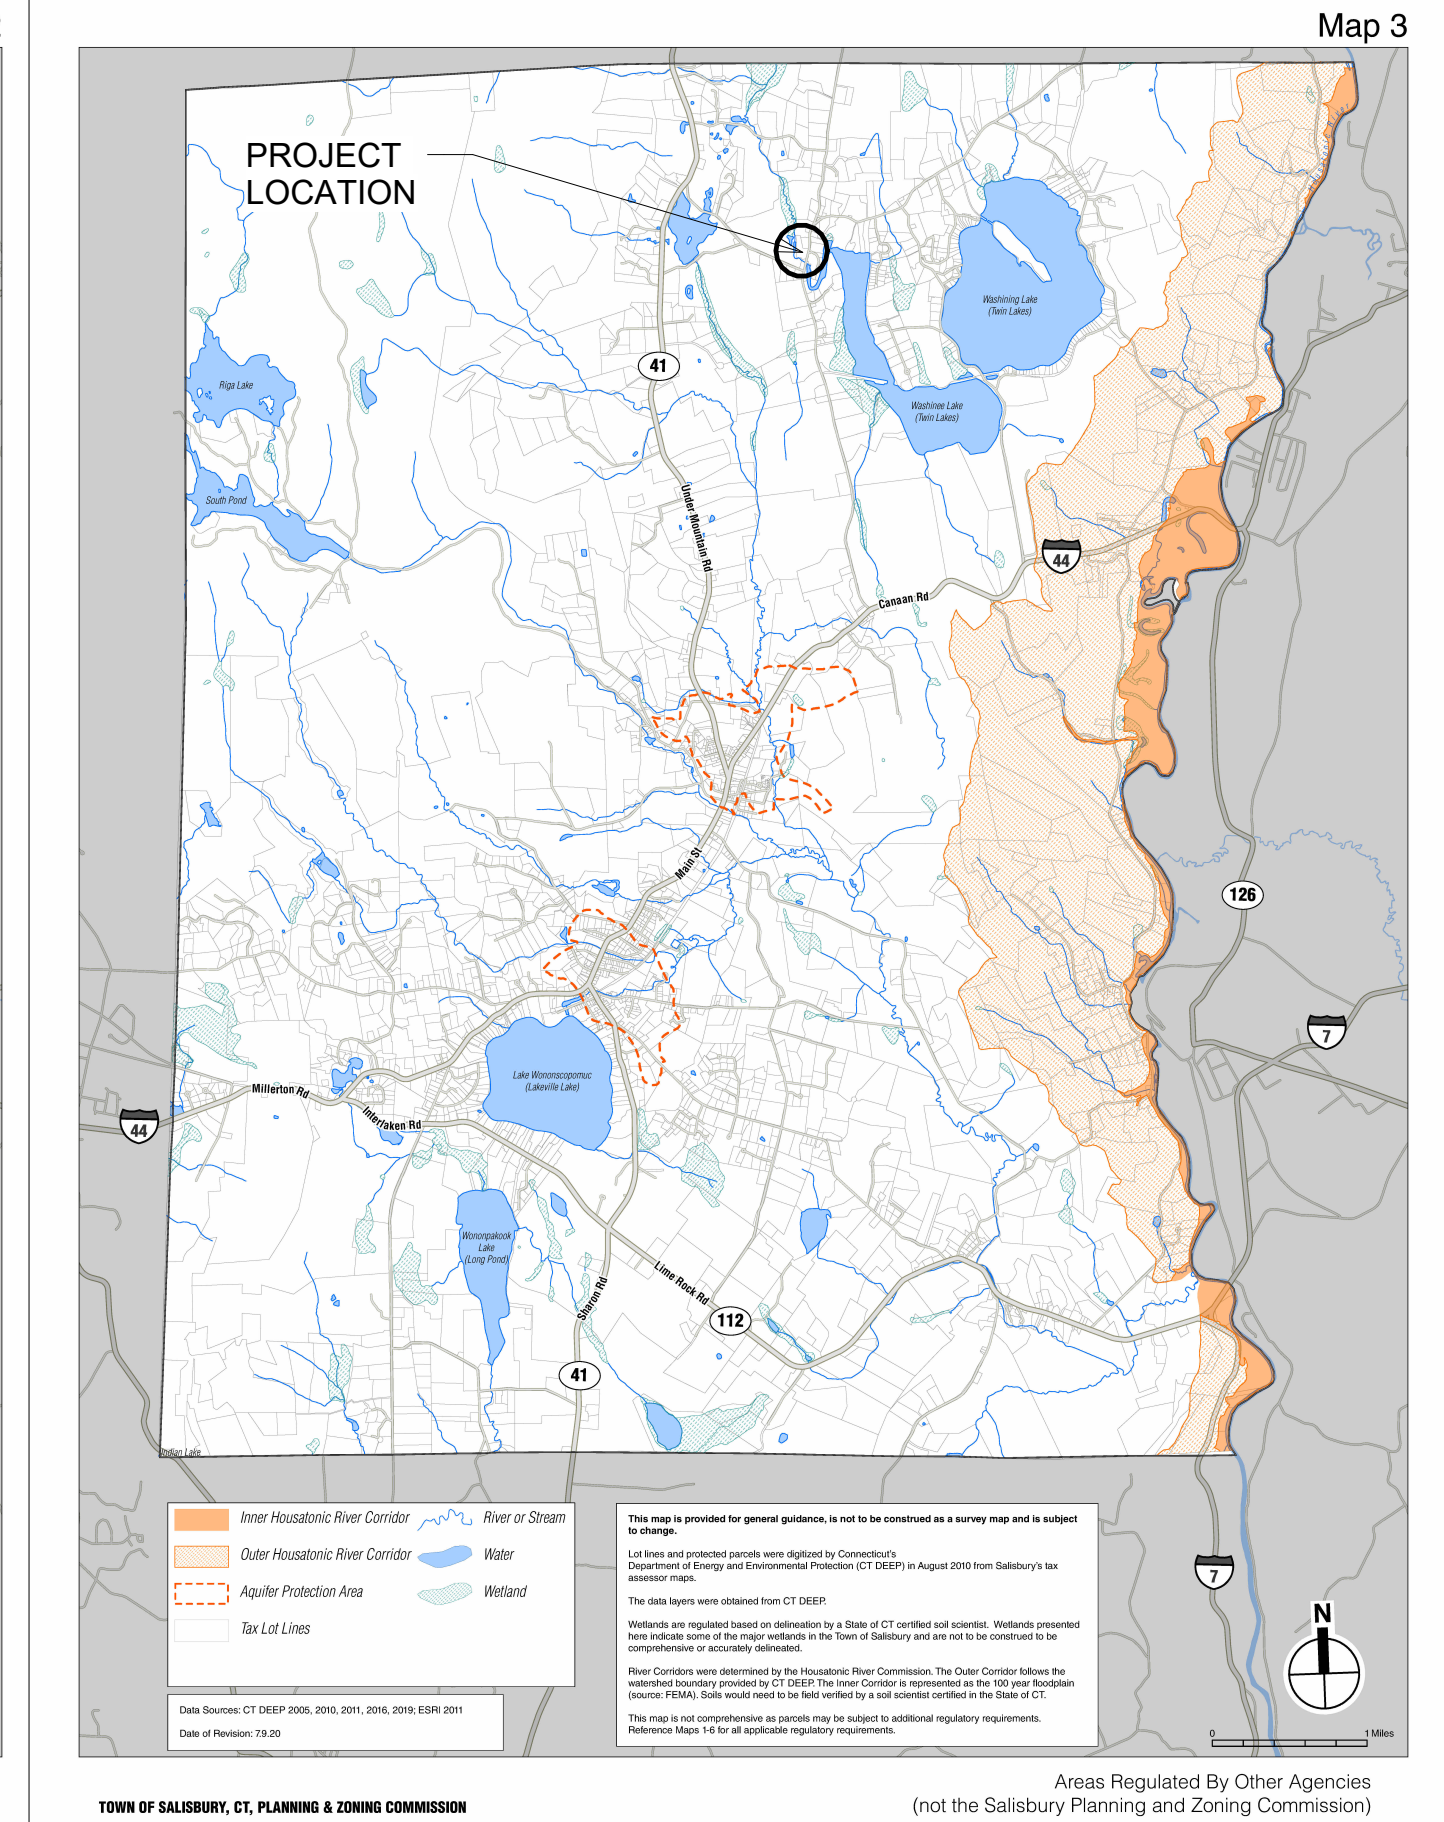 Map 3
PROJECT
LOCATION
Washining Lake
(Twin Lakes)
41
Riga Lake
Washinee Lake
(Twin Lakes)
South Pond
Under Mountain Rd
44
Canaan Rd
Main St
126
7
Lake Wononscopomuc
(Lakeville Lake)
Millerton Rd
Interlaken Rd
44
Wononpakook
Lake
(Long Pond)
Sharon Rd
Lime Rock Rd
112
41
Indian Lake
Inner Housatonic River Corridor
River or Stream
Outer Housatonic River Corridor
Water
Aquifer Protection Area
Wetland
Tax Lot Lines
This map is provided for general guidance, is not to be construed as a survey map and is subject
to change.
Lot lines and protected parcels were digitized by Connecticut's
Department of Energy and Environmental Protection (CT DEEP) in August 2010 from Salisbury's tax
assessor maps.
The data layers were obtained from CT DEEP.
Wetlands are regulated based on delineation by a State of CT certified soil scientist. Wetlands presented
here indicate some of the major wetlands in the Town of Salisbury and are not to be construed to be
comprehensive or accurately delineated.
River Corridors were determined by the Housatonic River Commission. The Outer Corridor follows the
watershed boundary provided by CT DEEP. The Inner Corridor is represented as the 100 year floodplain
(source: FEMA). Soils would need to be field verified by a soil scientist certified in the State of CT.
This map is not comprehensive as parcels may be subject to additional regulatory requirements.
Reference Maps 1-6 for all applicable regulatory requirements.
7
N
Data Sources: CT DEEP 2005, 2010, 2011, 2016, 2019; ESRI 2011
Date of Revision: 7.9.20
0 1 Miles
Areas Regulated By Other Agencies
(not the Salisbury Planning and Zoning Commission)
TOWN OF SALISBURY, CT, PLANNING & ZONING COMMISSION